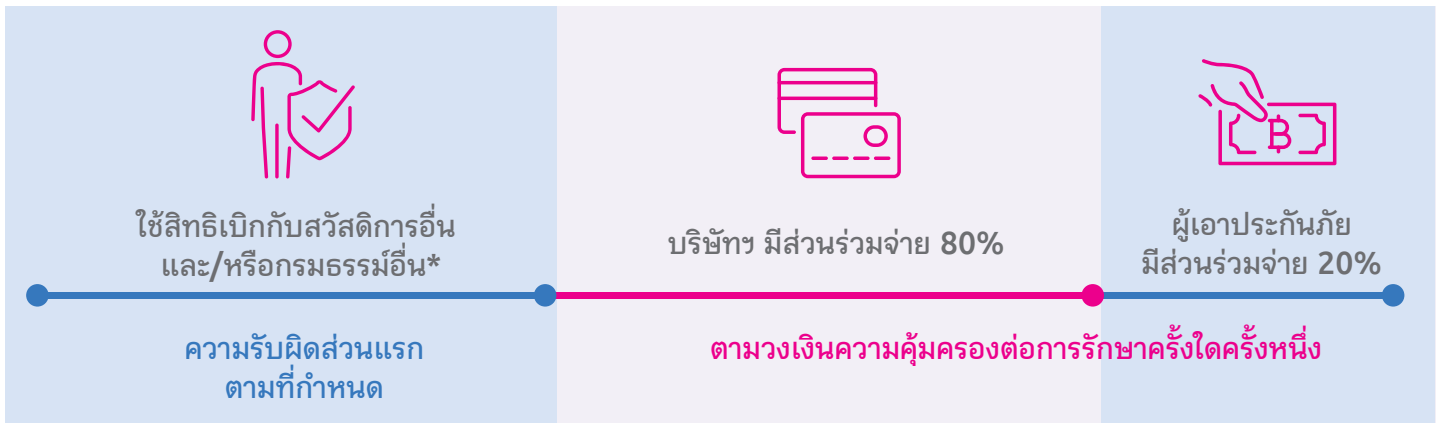 ใช้สิทธิเบิกกับสวัสดิการอื่น
และ/หรือกรมธรรม์อื่น*
บริษัทฯ มีส่วนร่วมจ่าย 80%
ผู้เอาประกันภัย
มีส่วนร่วมจ่าย 20%
ความรับผิดส่วนแรก
ตามที่กำหนด
ตามวงเงินความคุ้มครองต่อการรักษาครั้งใดครั้งหนึ่ง